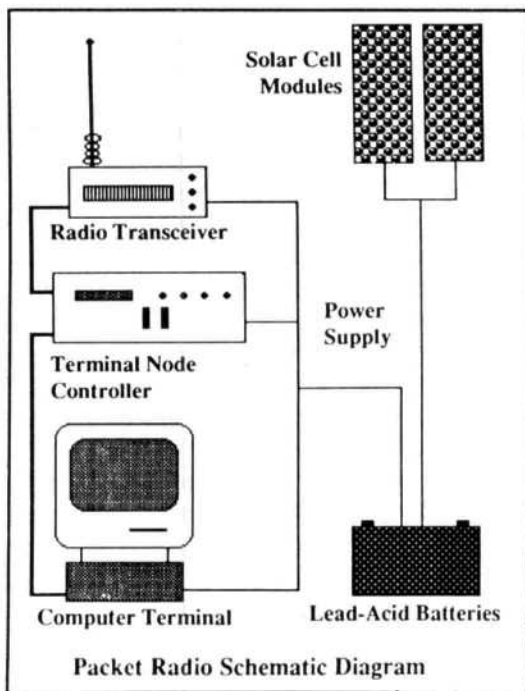 Solar Cell
Modules
Radio Transceiver
Terminal Node
Controller
Power
Supply
Computer Terminal
Lead-Acid Batteries
Packet Radio Schematic Diagram